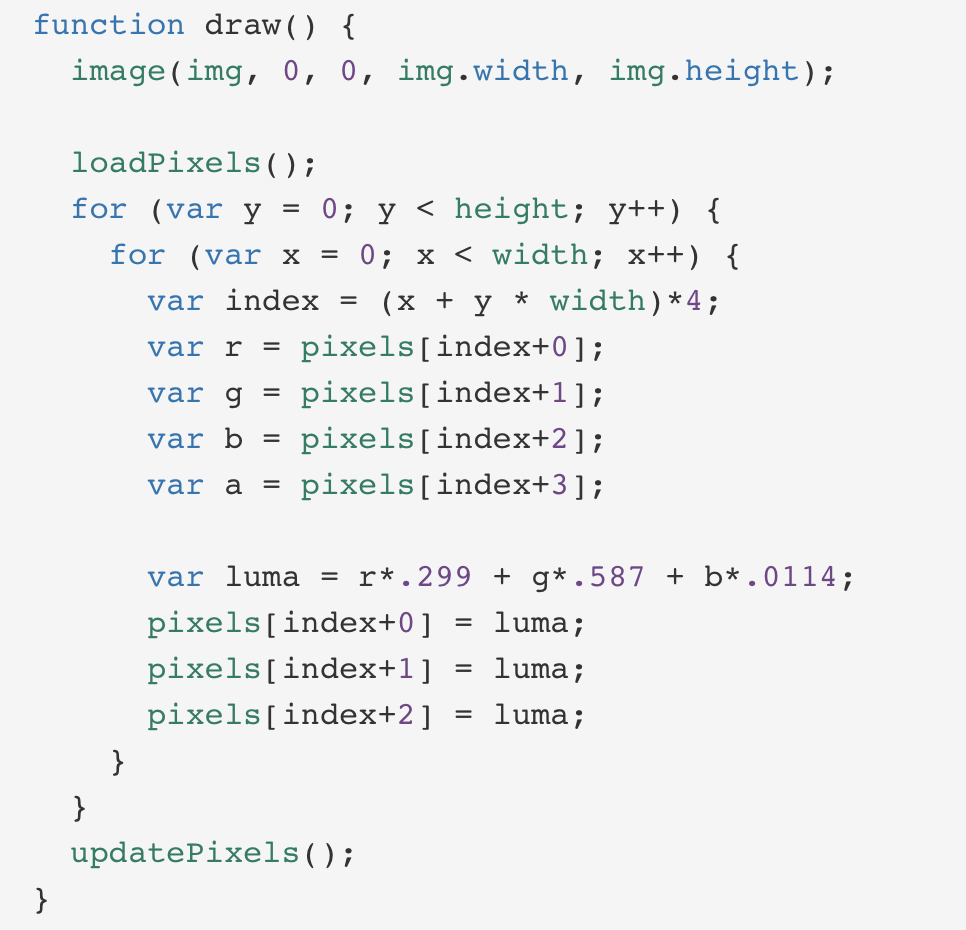 function draw() {
  image(img, 0, 0, img.width, img.height);

  loadPixels();
  for (var y = 0; y < height; y++) {
    for (var x = 0; x < width; x++) {
      var index = (x + y * width)*4;
      var r = pixels[index+0];
      var g = pixels[index+1];
      var b = pixels[index+2];
      var a = pixels[index+3];

      var luma = r*.299 + g*.587 + b*.0114;
      pixels[index+0] = luma;
      pixels[index+1] = luma;
      pixels[index+2] = luma;
    }
  }
  updatePixels();
}